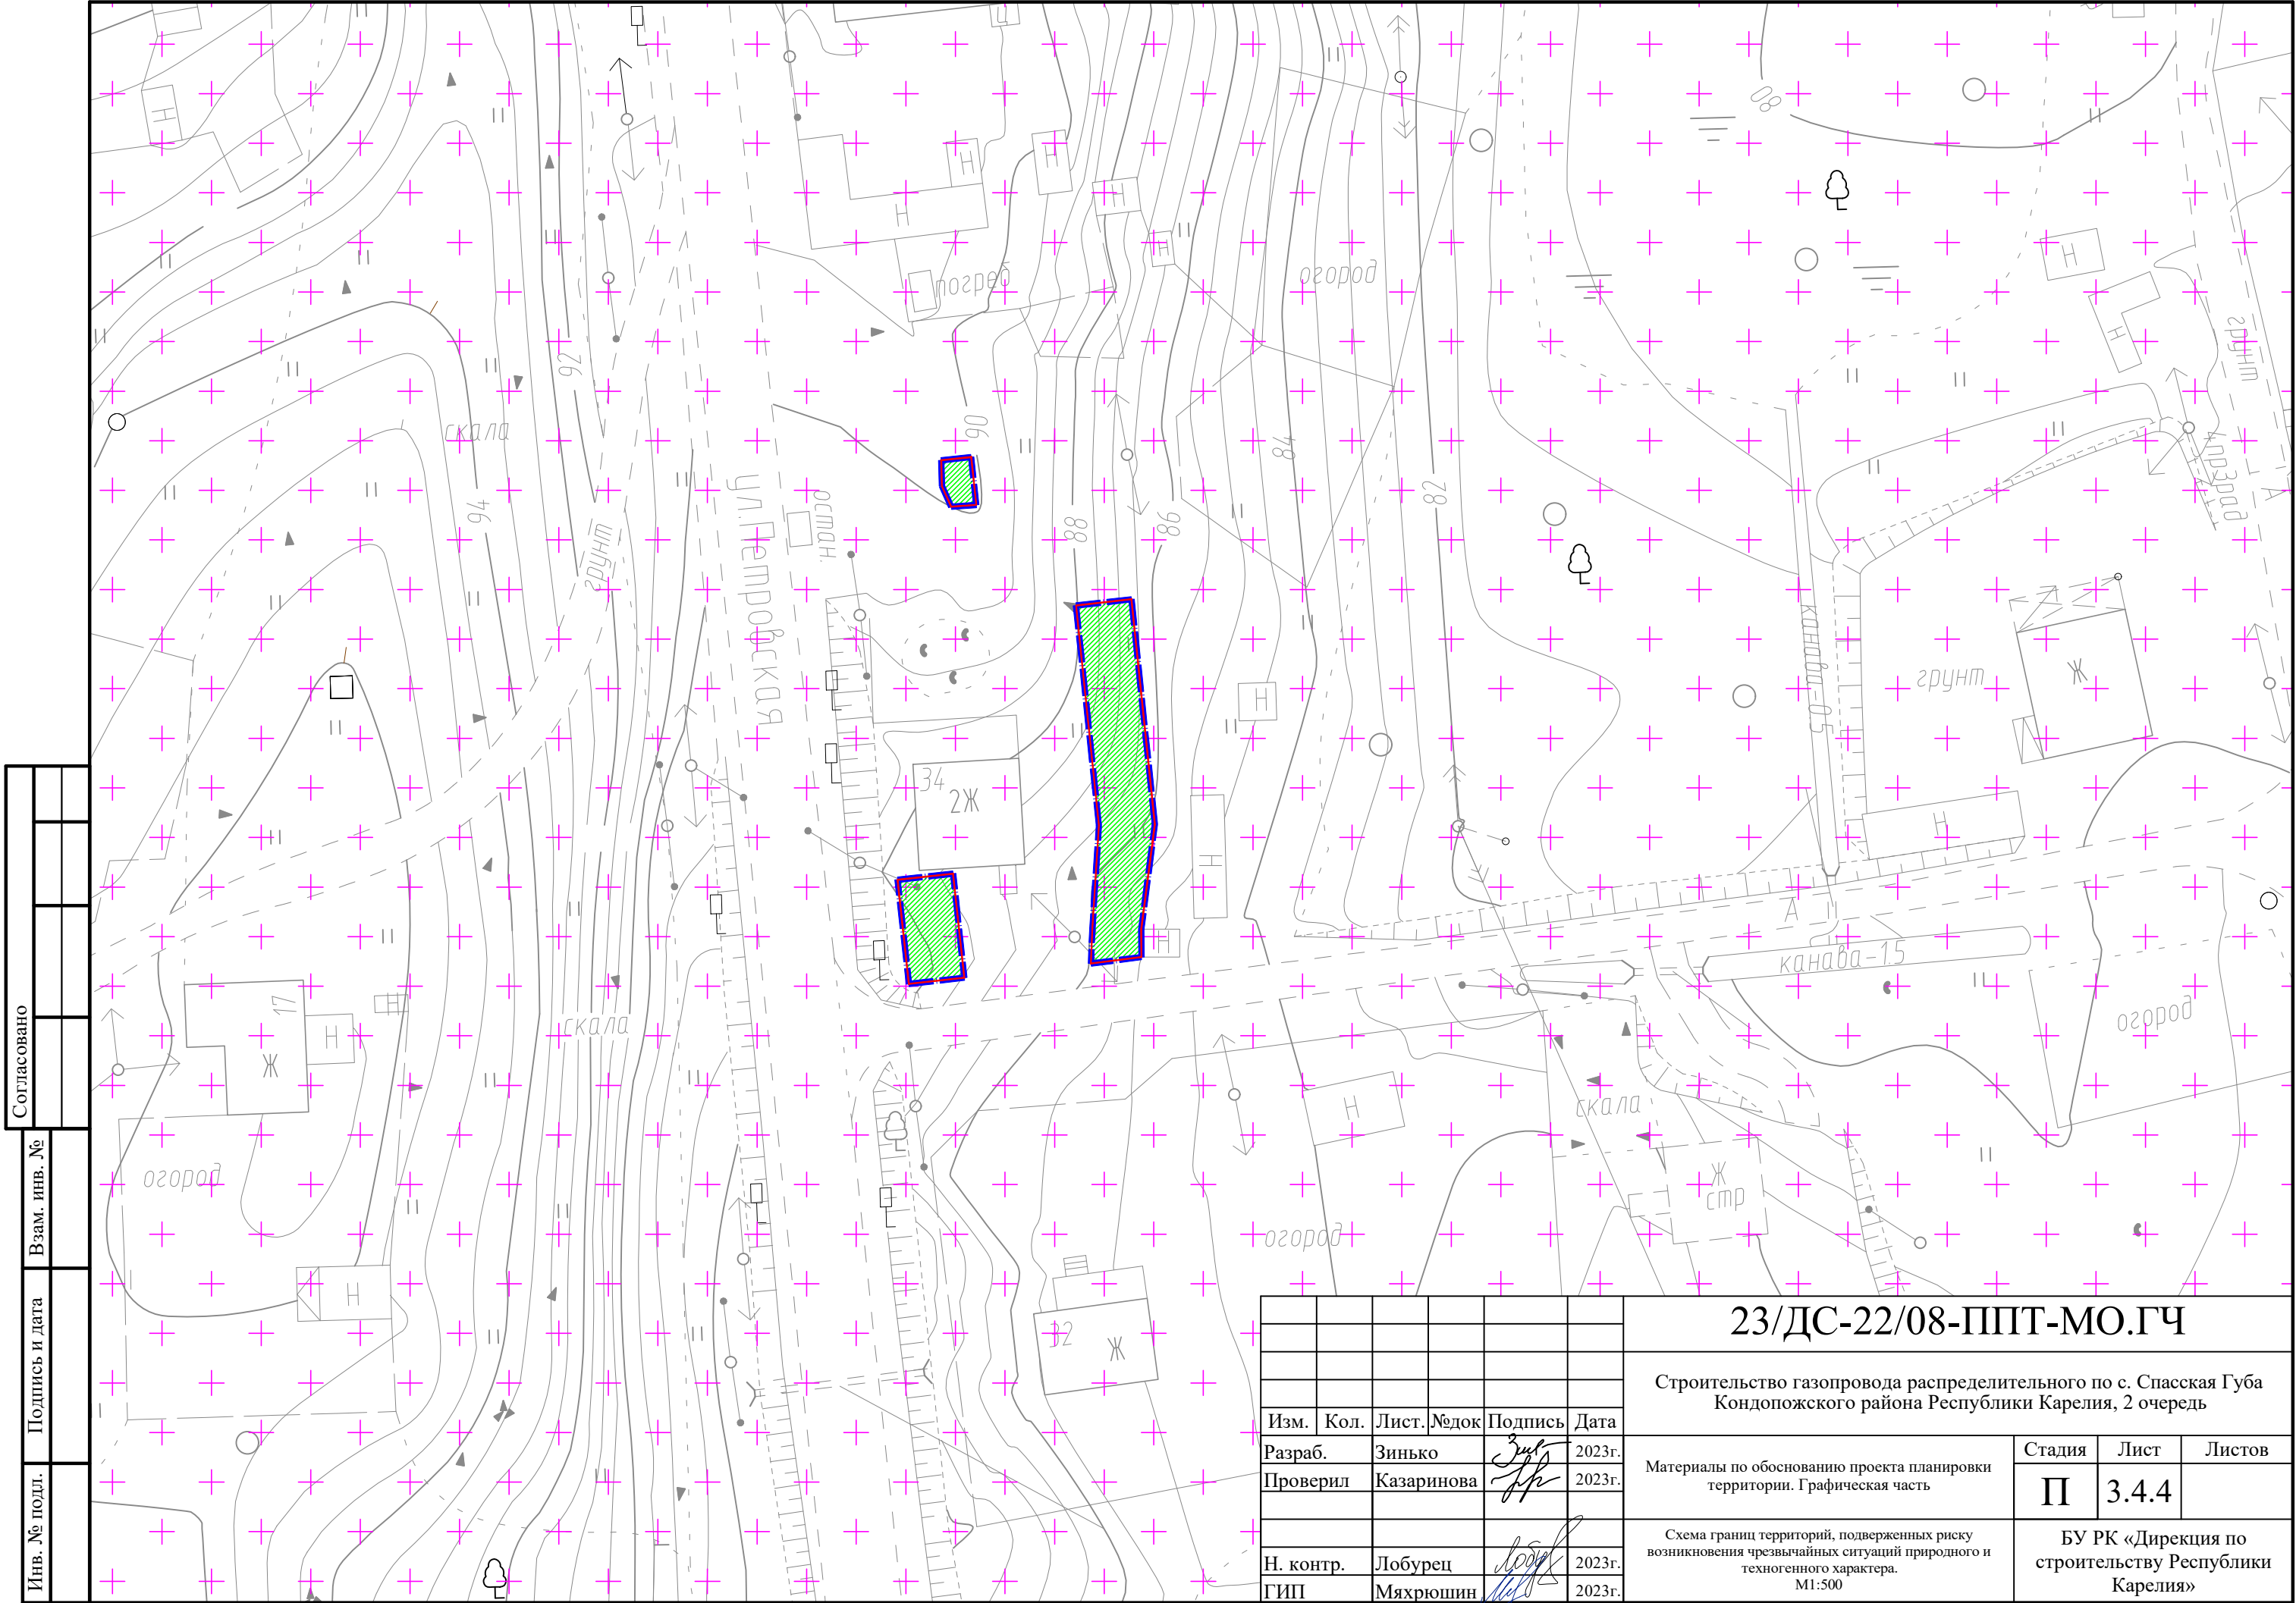 Н
Н
Н
Н
Н
Н
Н
погреб
огород
80
Н
Н
грунт
76
скала
94
90
88
86
84
78
82
ул.Петровская
остан.
грунт
канава-0.5
грунт
Ж
Н
34
2Ж
Н
Н
Н
А
канава-1.5
огород
17
Ж
Н
Н
скала
Н
скала
Ж
стр
огород
огород
Н
32
Ж
Согласовано
Взам. инв. №
Подпись и дата
Инв. № подл.
23/ДС-22/08-ППТ-МО.ГЧ
Строительство газопровода распределительного по с. Спасская Губа
Кондопожского района Республики Карелия, 2 очередь
Изм. Кол. Лист. №док Подпись Дата
Разраб. Зинько 2023г.
Проверил Казаринова 2023г.
Н. контр. Лобурец 2023г.
ГИП Мяхрюшин 2023г.
Материалы по обоснованию проекта планировки
территории. Графическая часть
Стадия Лист Листов
П 3.4.4
Схема границ территорий, подверженных риску
возникновения чрезвычайных ситуаций природного и
техногенного характера.
М1:500
БУ РК «Дирекция по
строительству Республики
Карелия»